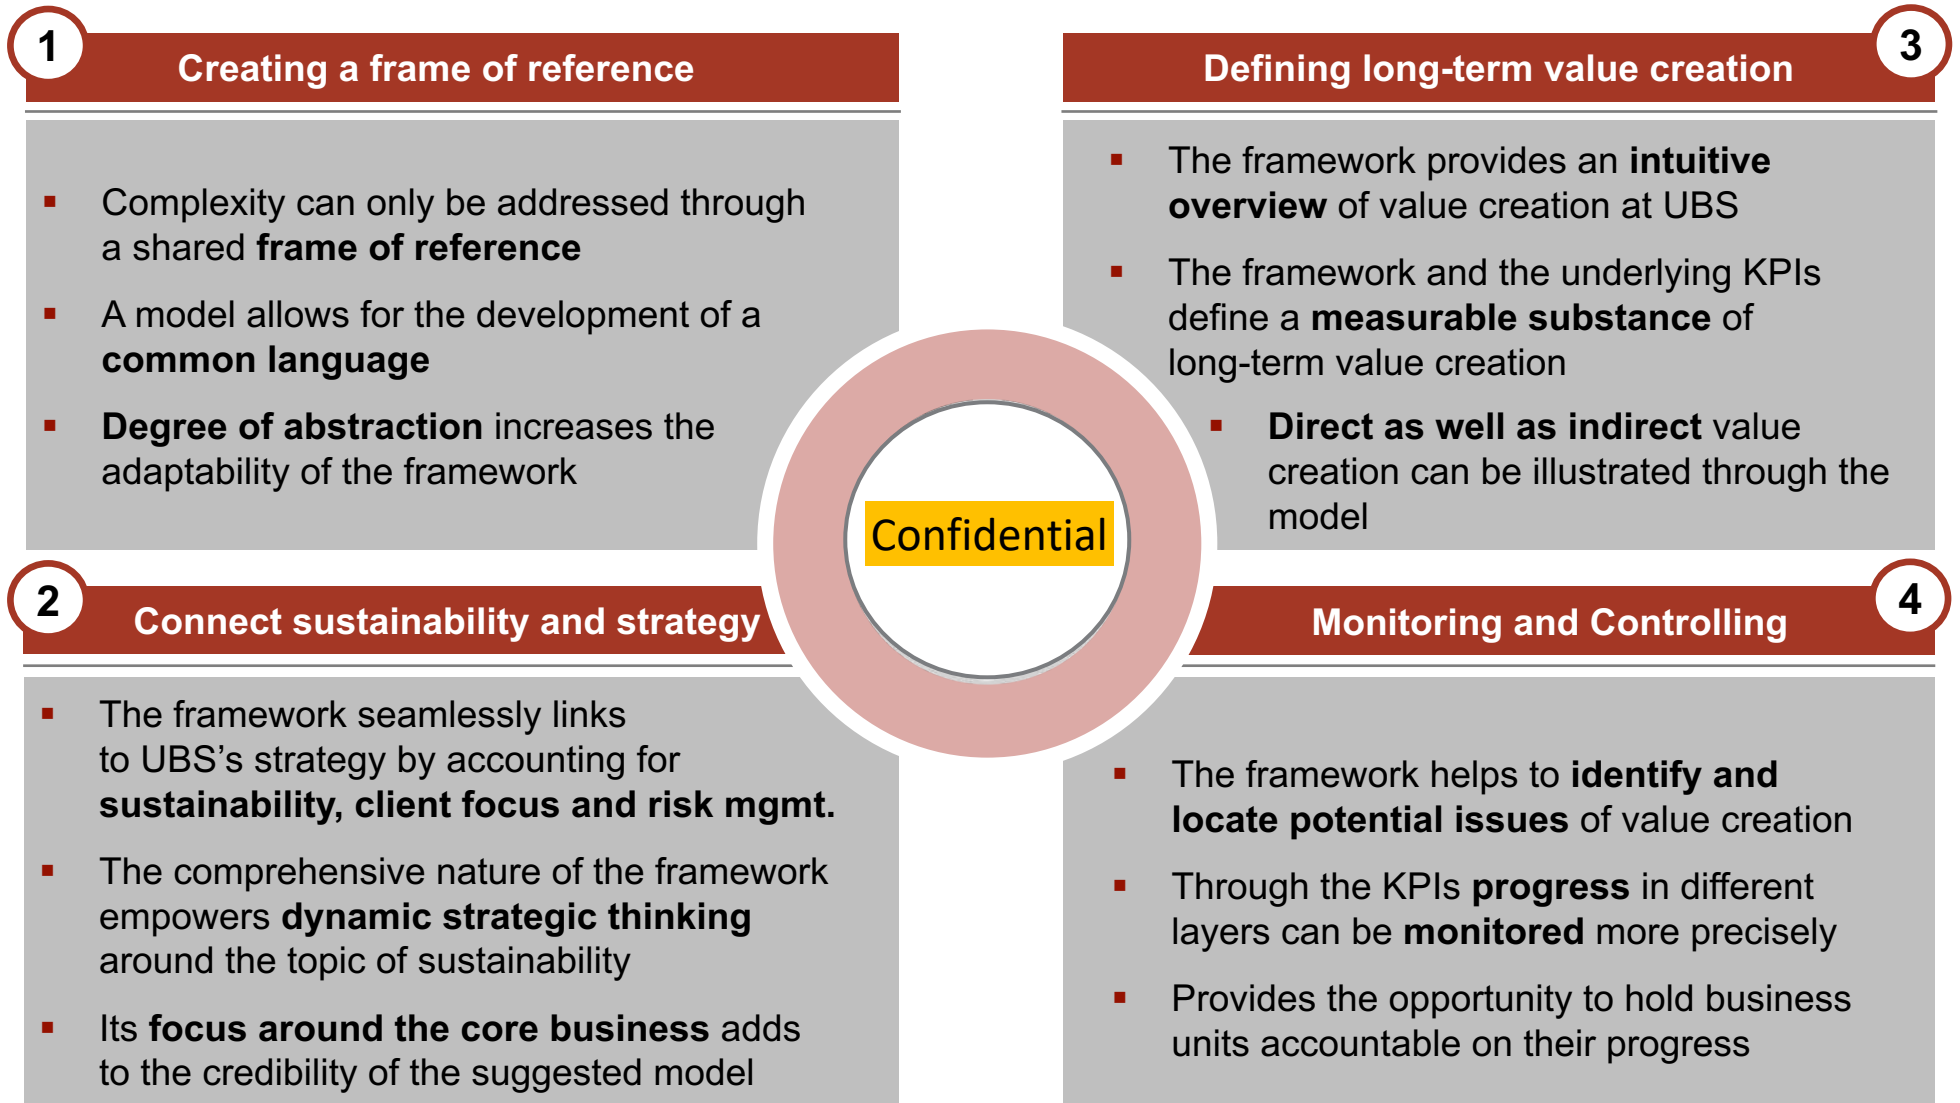 1
Creating a frame of reference
▪ Complexity can only be addressed through
a shared frame of reference
▪ A model allows for the development of a
common language
▪ Degree of abstraction increases the
adaptability of the framework
2
Connect sustainability and strategy
▪ The framework seamlessly links
to UBS’s strategy by accounting for
sustainability, client focus and risk mgmt.
▪ The comprehensive nature of the framework
empowers dynamic strategic thinking
around the topic of sustainability
▪ Its focus around the core business adds
to the credibility of the suggested model
Confidential
3
Defining long-term value creation
▪ The framework provides an intuitive
overview of value creation at UBS
▪ The framework and the underlying KPIs
define a measurable substance of
long-term value creation
▪ Direct as well as indirect value
creation can be illustrated through the
model
4
Monitoring and Controlling
▪ The framework helps to identify and
locate potential issues of value creation
▪ Through the KPIs progress in different
layers can be monitored more precisely
▪ Provides the opportunity to hold business
units accountable on their progress